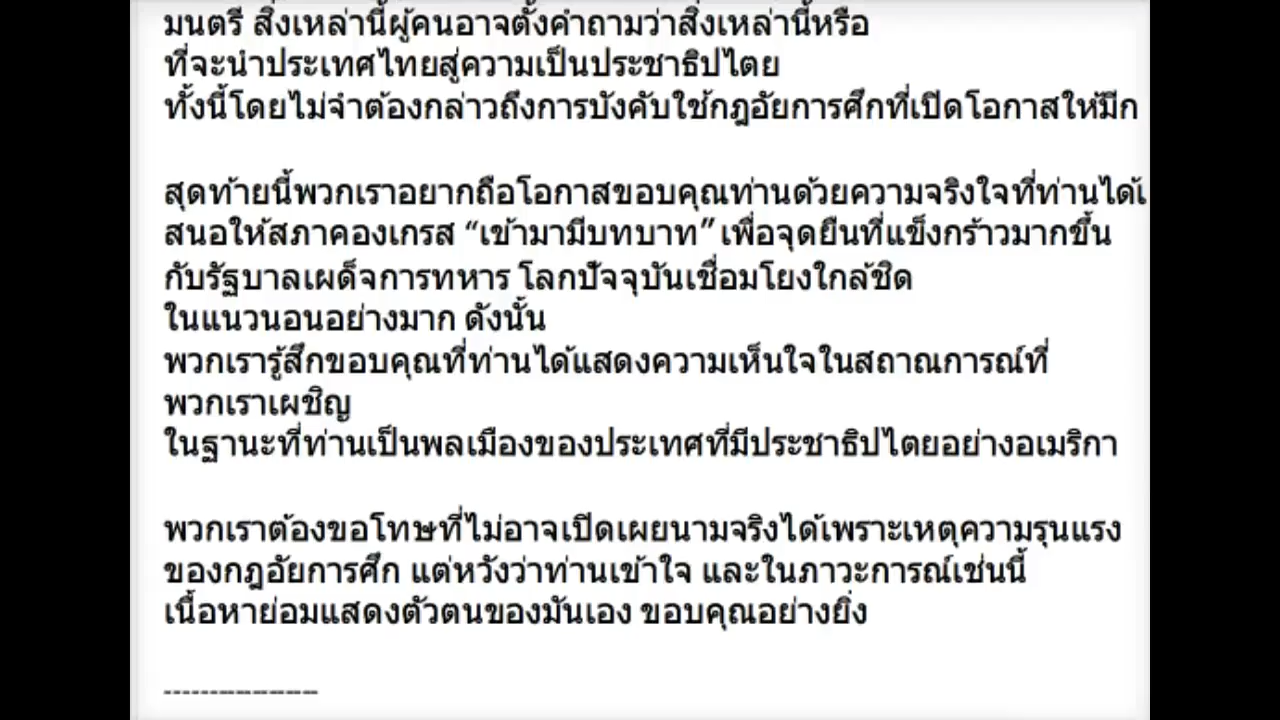 มนตรี สิ่งเหล่านี้ผู้คนอาจตั้งคำถามว่าสิ่งเหล่านี้หรือ
ที่จะนำประเทศไทยสู่ความเป็นประชาธิปไตย
ทั้งนี้โดยไม่จำต้องกล่าวถึงการบังคับใช้กฎอัยการศึกที่เปิดโอกาสให้มีก
สุดท้ายนี้พวกเราอยากถือโอกาสขอบคุณท่านด้วยความจริงใจที่ท่านได้เ
สนอให้สภาคองเกรส “เข้ามามีบทบาท” เพื่อจุดยืนที่แข็งกร้าวมากขึ้น
กับรัฐบาลเผด็จการทหาร โลกปัจจุบันเชื่อมโยงใกล้ชิด
ในแนวนอนอย่างมาก ดังนั้น
พวกเรารู้สึกขอบคุณที่ท่านได้แสดงความเห็นใจในสถาณการณ์ที่
พวกเราเผชิญ
ในฐานะที่ท่านเป็นพลเมืองของประเทศที่มีประชาธิปไตยอย่างอเมริกา
พวกเราต้องขอโทษที่ไม่อาจเปิดเผยนามจริงได้เพราะเหตุความรุนแรง
ของกฎอัยการศึก แต่หวังว่าท่านเข้าใจ และในภาวะการณ์เช่นนี้
เนื้อหาย่อมแสดงตัวตนของมันเอง ขอบคุณอย่างยิ่ง
-------------------